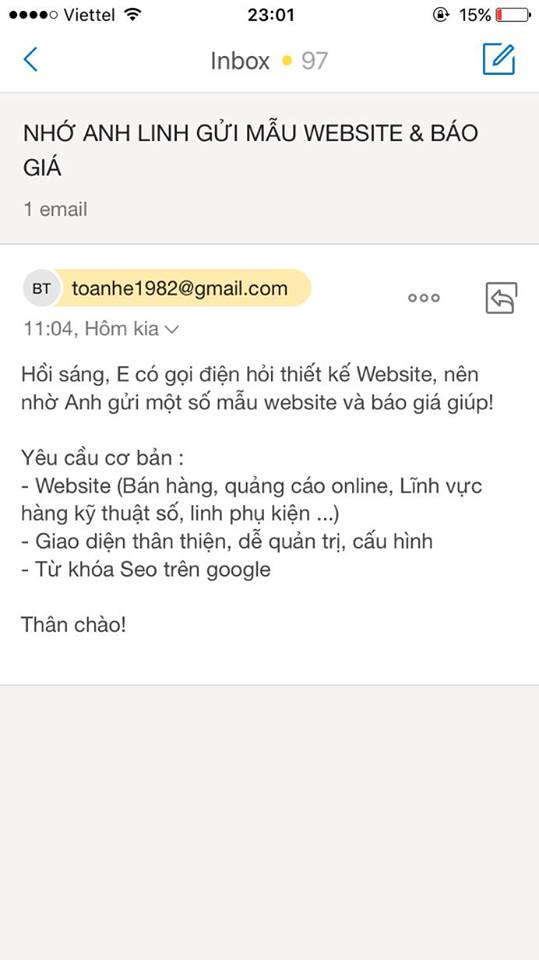 Viettel 23:01 15%
Inbox 97
NHỚ ANH LINH GỬI MẪU WEBSITE & BÁO
GIÁ
1 email
BT toanhe1982@gmail.com
11:04, Hôm kia
Hồi sáng, E có gọi điện hỏi thiết kế Website, nên
nhờ Anh gửi một số mẫu website và báo giá giúp!
Yêu cầu cơ bản :
- Website (Bán hàng, quảng cáo online, Lĩnh vực
hàng kỹ thuật số, linh phụ kiện ...)
- Giao diện thân thiện, dễ quản trị, cấu hình
- Từ khóa Seo trên google
Thân chào!